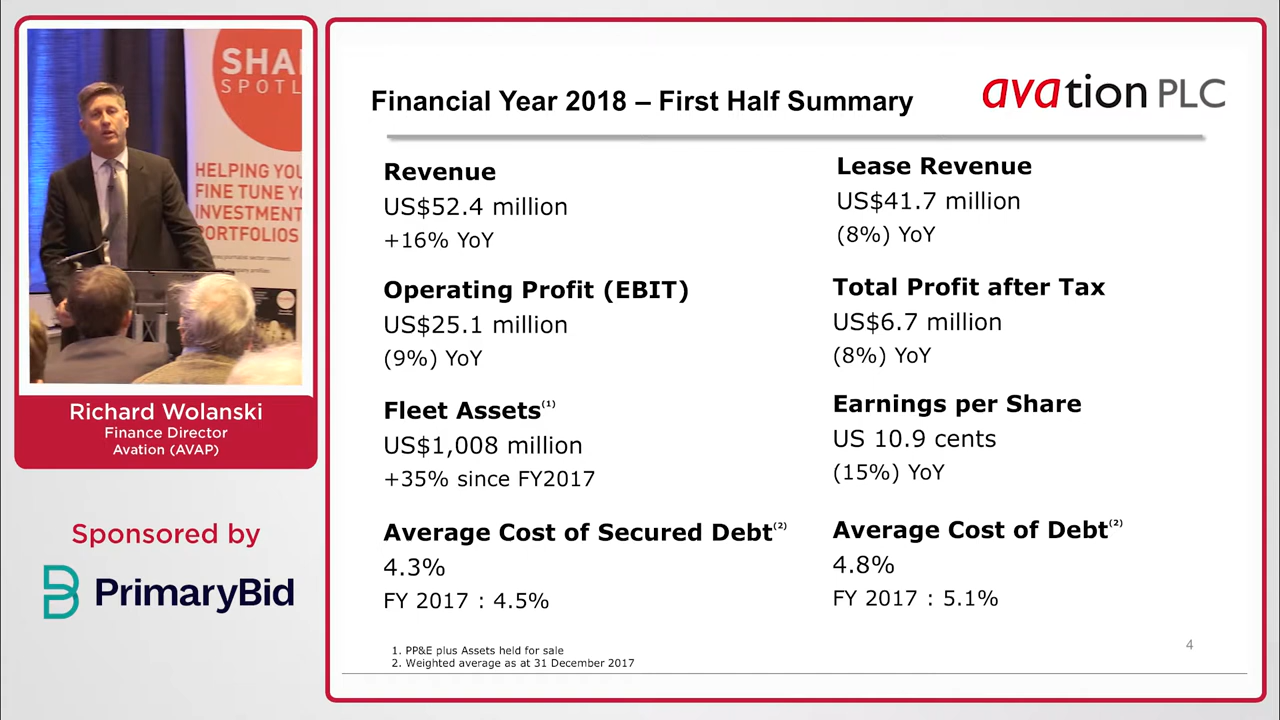 SHA
SPOTL
HELPING YOU
FINE TUNE YO
INVESTMENT
PORTFOLIOS
Richard Wolanski
Finance Director
Avation (AVAP)
Sponsored by
PrimaryBid
Financial Year 2018 – First Half Summary
avation PLC
Revenue
US$52.4 million
+16% YoY
Lease Revenue
US$41.7 million
(8%) YoY
Operating Profit (EBIT)
US$25.1 million
(9%) YoY
Total Profit after Tax
US$6.7 million
(8%) YoY
Fleet Assets(1)
US$1,008 million
+35% since FY2017
Earnings per Share
US 10.9 cents
(15%) YoY
Average Cost of Secured Debt(2)
4.3%
FY 2017 : 4.5%
Average Cost of Debt(2)
4.8%
FY 2017 : 5.1%
1. PP&E plus Assets held for sale
2. Weighted average as at 31 December 2017
4